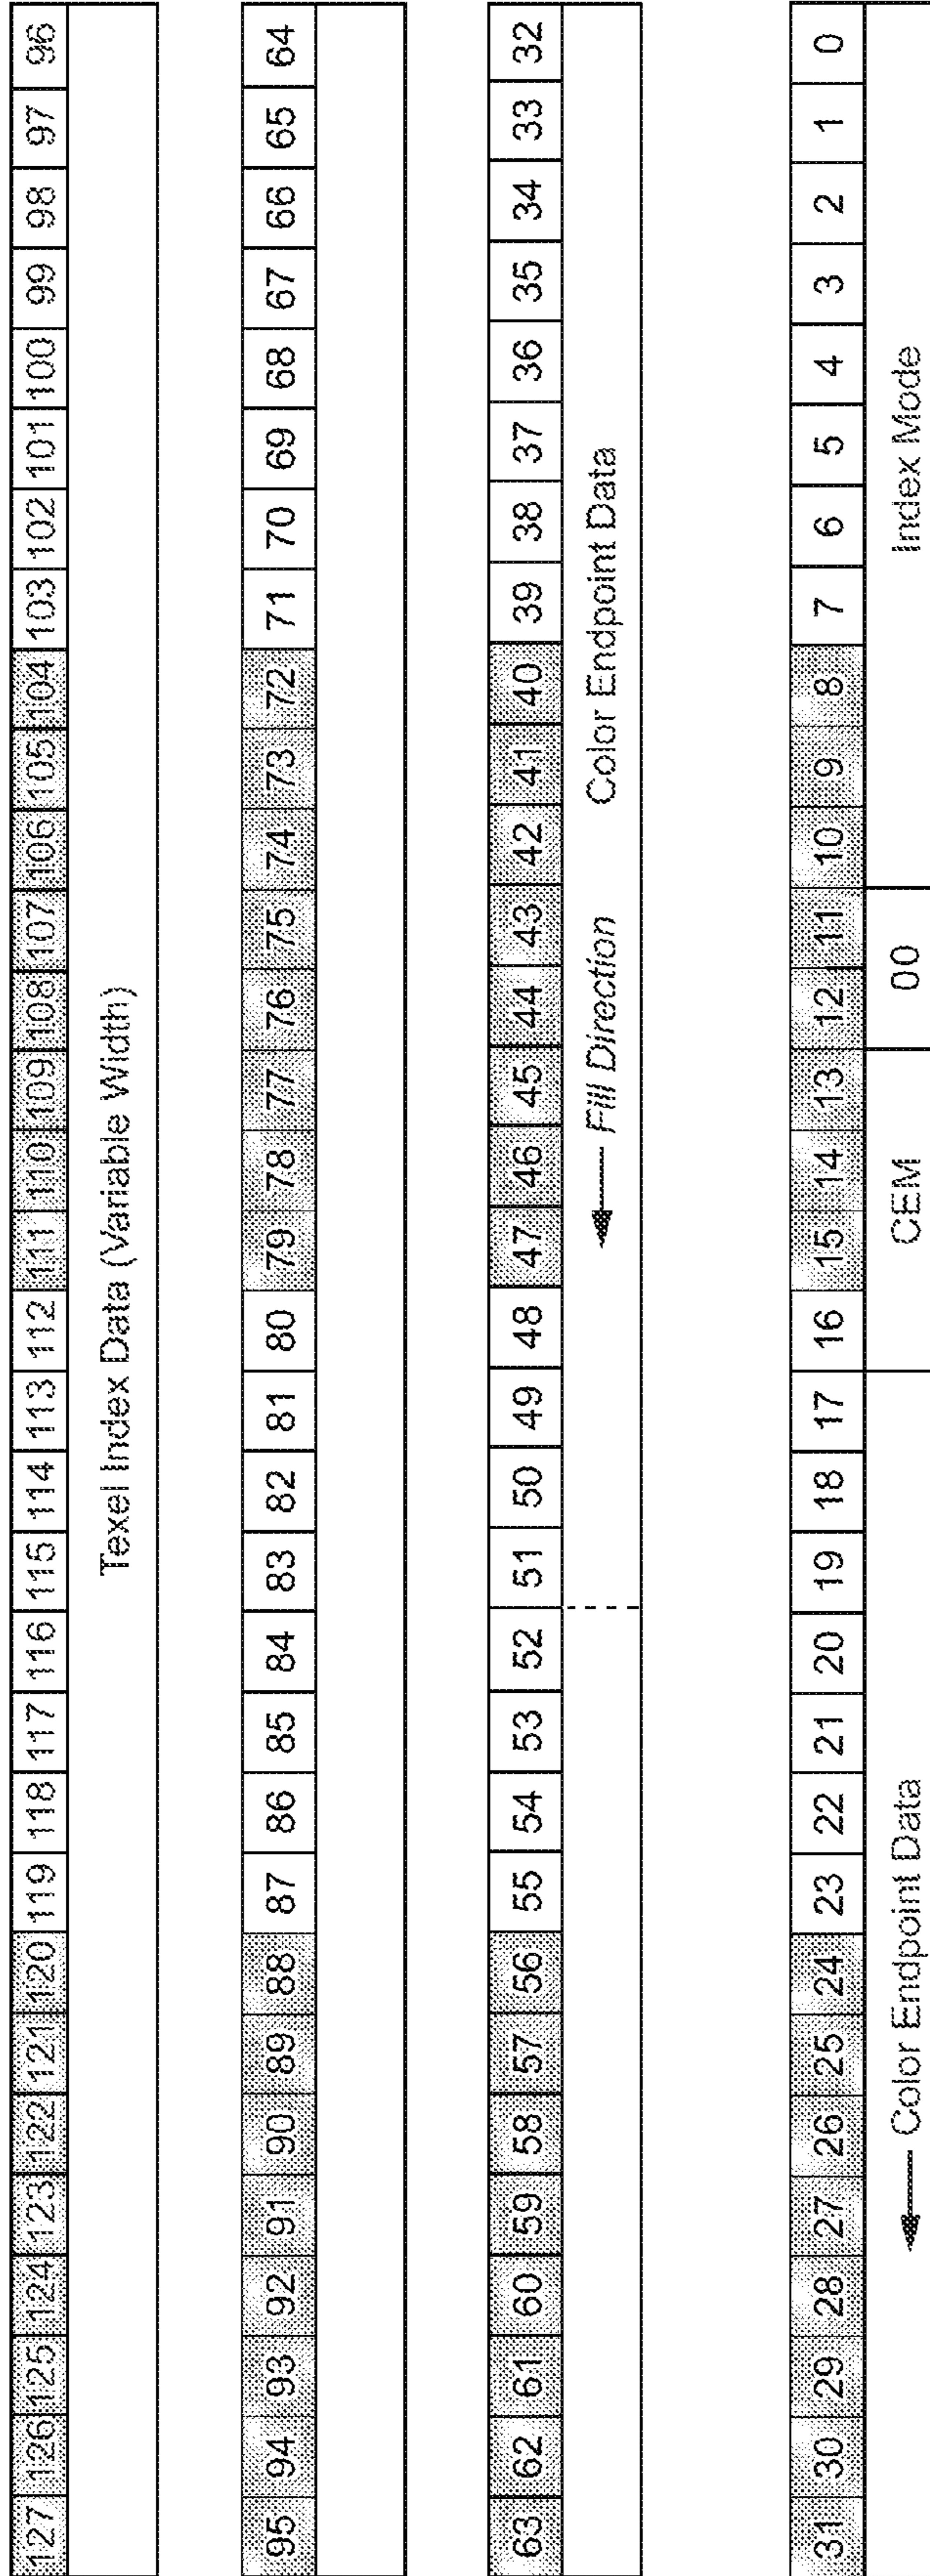 127 126 125 124 123 122 121 120 119 118 117 116 115 114 113 112 111 110 109 108 107 106 105 104 103 102 101 100 99 98 97 96
Texel Index Data (Variable Width)
95 94 93 92 91 90 89 88 87 86 85 84 83 82 81 80 79 78 77 76 75 74 73 72 71 70 69 68 67 66 65 64
63 62 61 60 59 58 57 56 55 54 53 52 51 50 49 48 47 46 45 44 43 42 41 40 39 38 37 36 35 34 33 32
Fill Direction Color Endpoint Data
31 30 29 28 27 26 25 24 23 22 21 20 19 18 17 16 15 14 13 12 11 10 9 8 7 6 5 4 3 2 1 0
Color Endpoint Data CEM 00 Index Mode